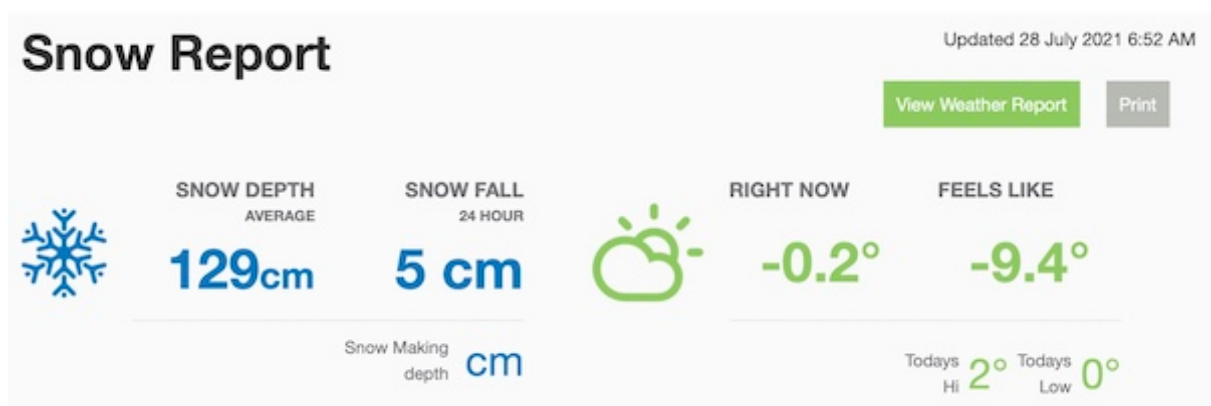 Snow Report
Updated 28 July 2021 6:52 AM
View Weather Report
Print
SNOW DEPTH
AVERAGE
129cm
SNOW FALL
24 HOUR
5 cm
Snow Making
depth
cm
RIGHT NOW
-0.2°
FEELS LIKE
-9.4°
Todays
Hi
2°
Todays
Low
0°